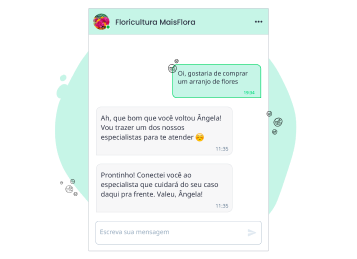 Floricultura MaisFlora
Oi, gostaria de comprar
um arranjo de flores
Ah, que bom que você voltou Ângela!
Vou trazer um dos nossos
especialistas para te atender 😊
11:35
Prontinho! Conectei você ao
especialista que cuidará do seu caso
daqui pra frente. Valeu, Ângela!
11:35
Escreva sua mensagem